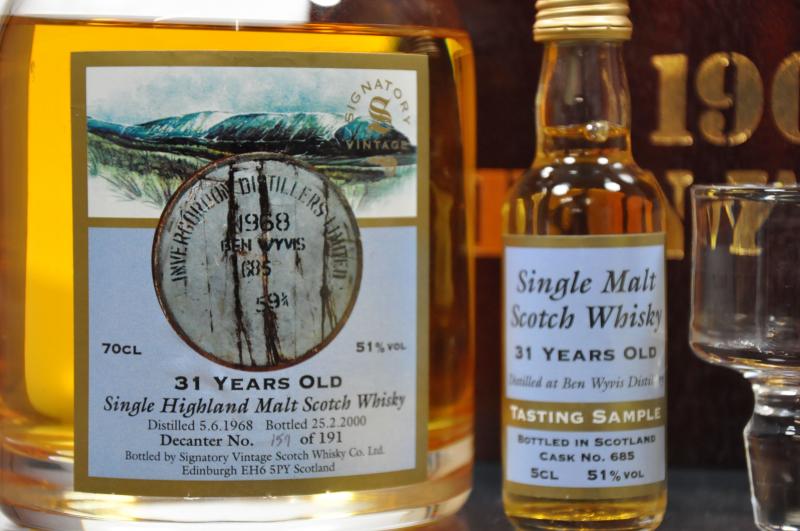 SIGNATORY
S
VINTAGE
INVERGORDON DISTILLERS LIMITED
1968
BEN WYVIS
685
59¾
70CL
51% VOL
31 YEARS OLD
Single Highland Malt Scotch Whisky
Distilled 5.6.1968 Bottled 25.2.2000
Decanter No. 157 of 191
Bottled by Signatory Vintage Scotch Whisky Co. Ltd.
Edinburgh EH6 5PY Scotland
Single Malt
Scotch Whisky
31 YEARS OLD
Distilled at Ben Wyvis
TASTING SAMPLE
BOTTLED IN SCOTLAND
CASK NO. 685
5CL 51% VOL